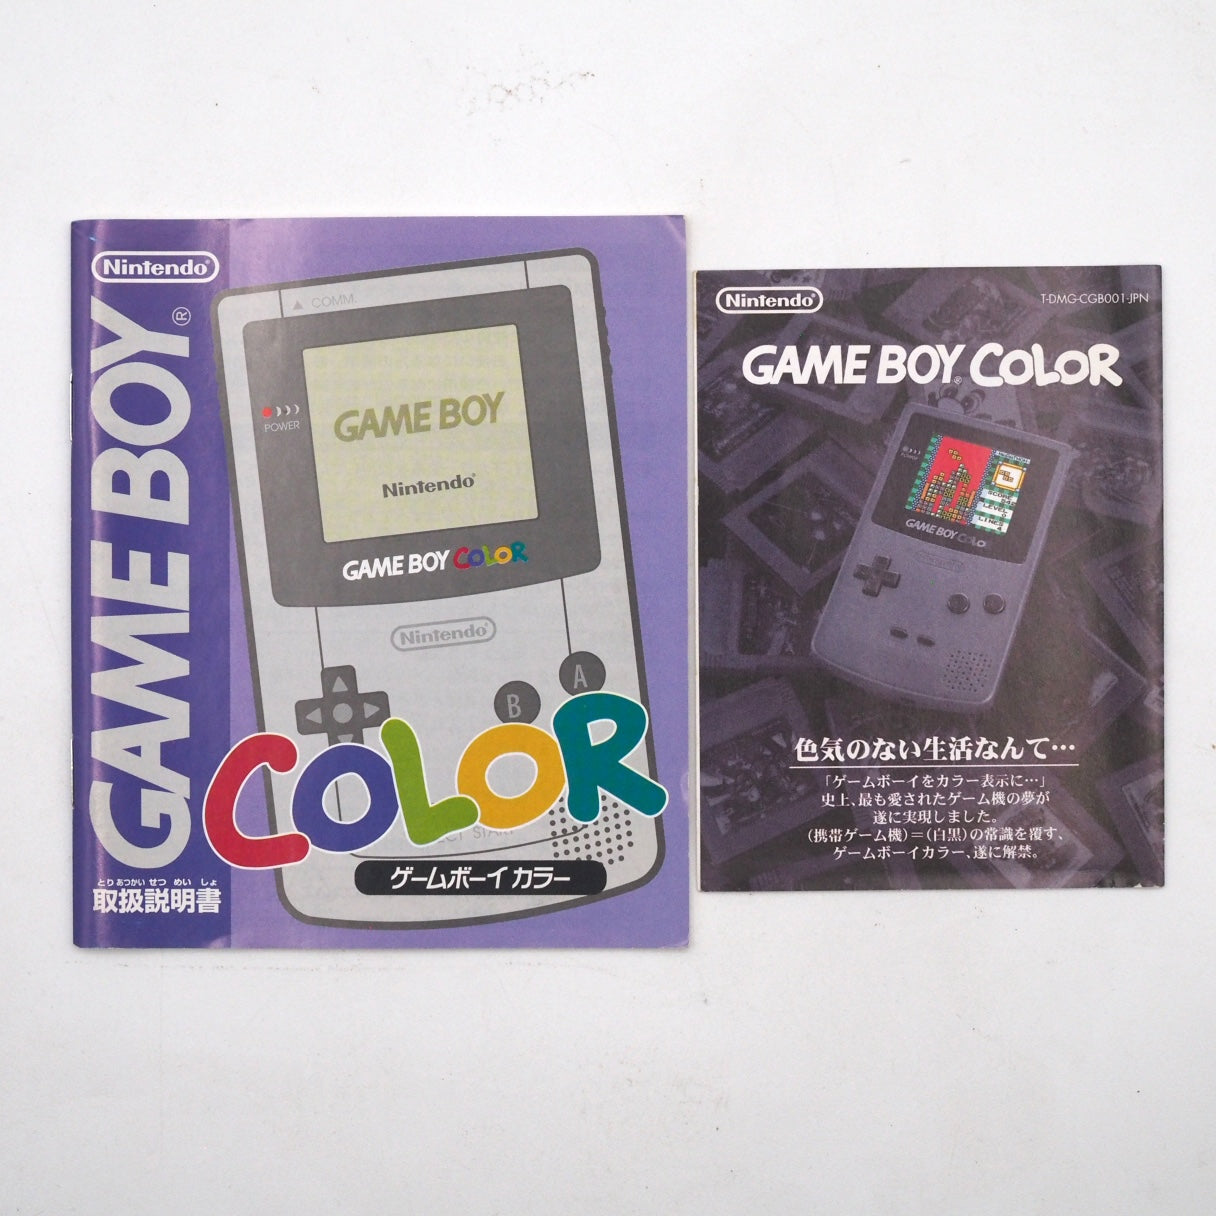 Nintendo®
GAME BOY®
とりあつかいせつめいしょ
取扱説明書
▲ COMM.
POWER
GAME BOY
Nintendo®
GAME BOY COLOR
Nintendo®
B
A
COLOR
START
ゲームボーイ カラー
Nintendo®
T-DMG-CGB001-JPN
GAME BOY® COLOR
POWER
SCORE
LEVEL
LINES
GAME BOY COLO
色気のない生活なんて…
「ゲームボーイをカラー表示に…」
史上、最も愛されたゲーム機の夢が
遂に実現しました。
(携帯ゲーム機)=(白黒)の常識を覆す、
ゲームボーイカラー、遂に解禁。